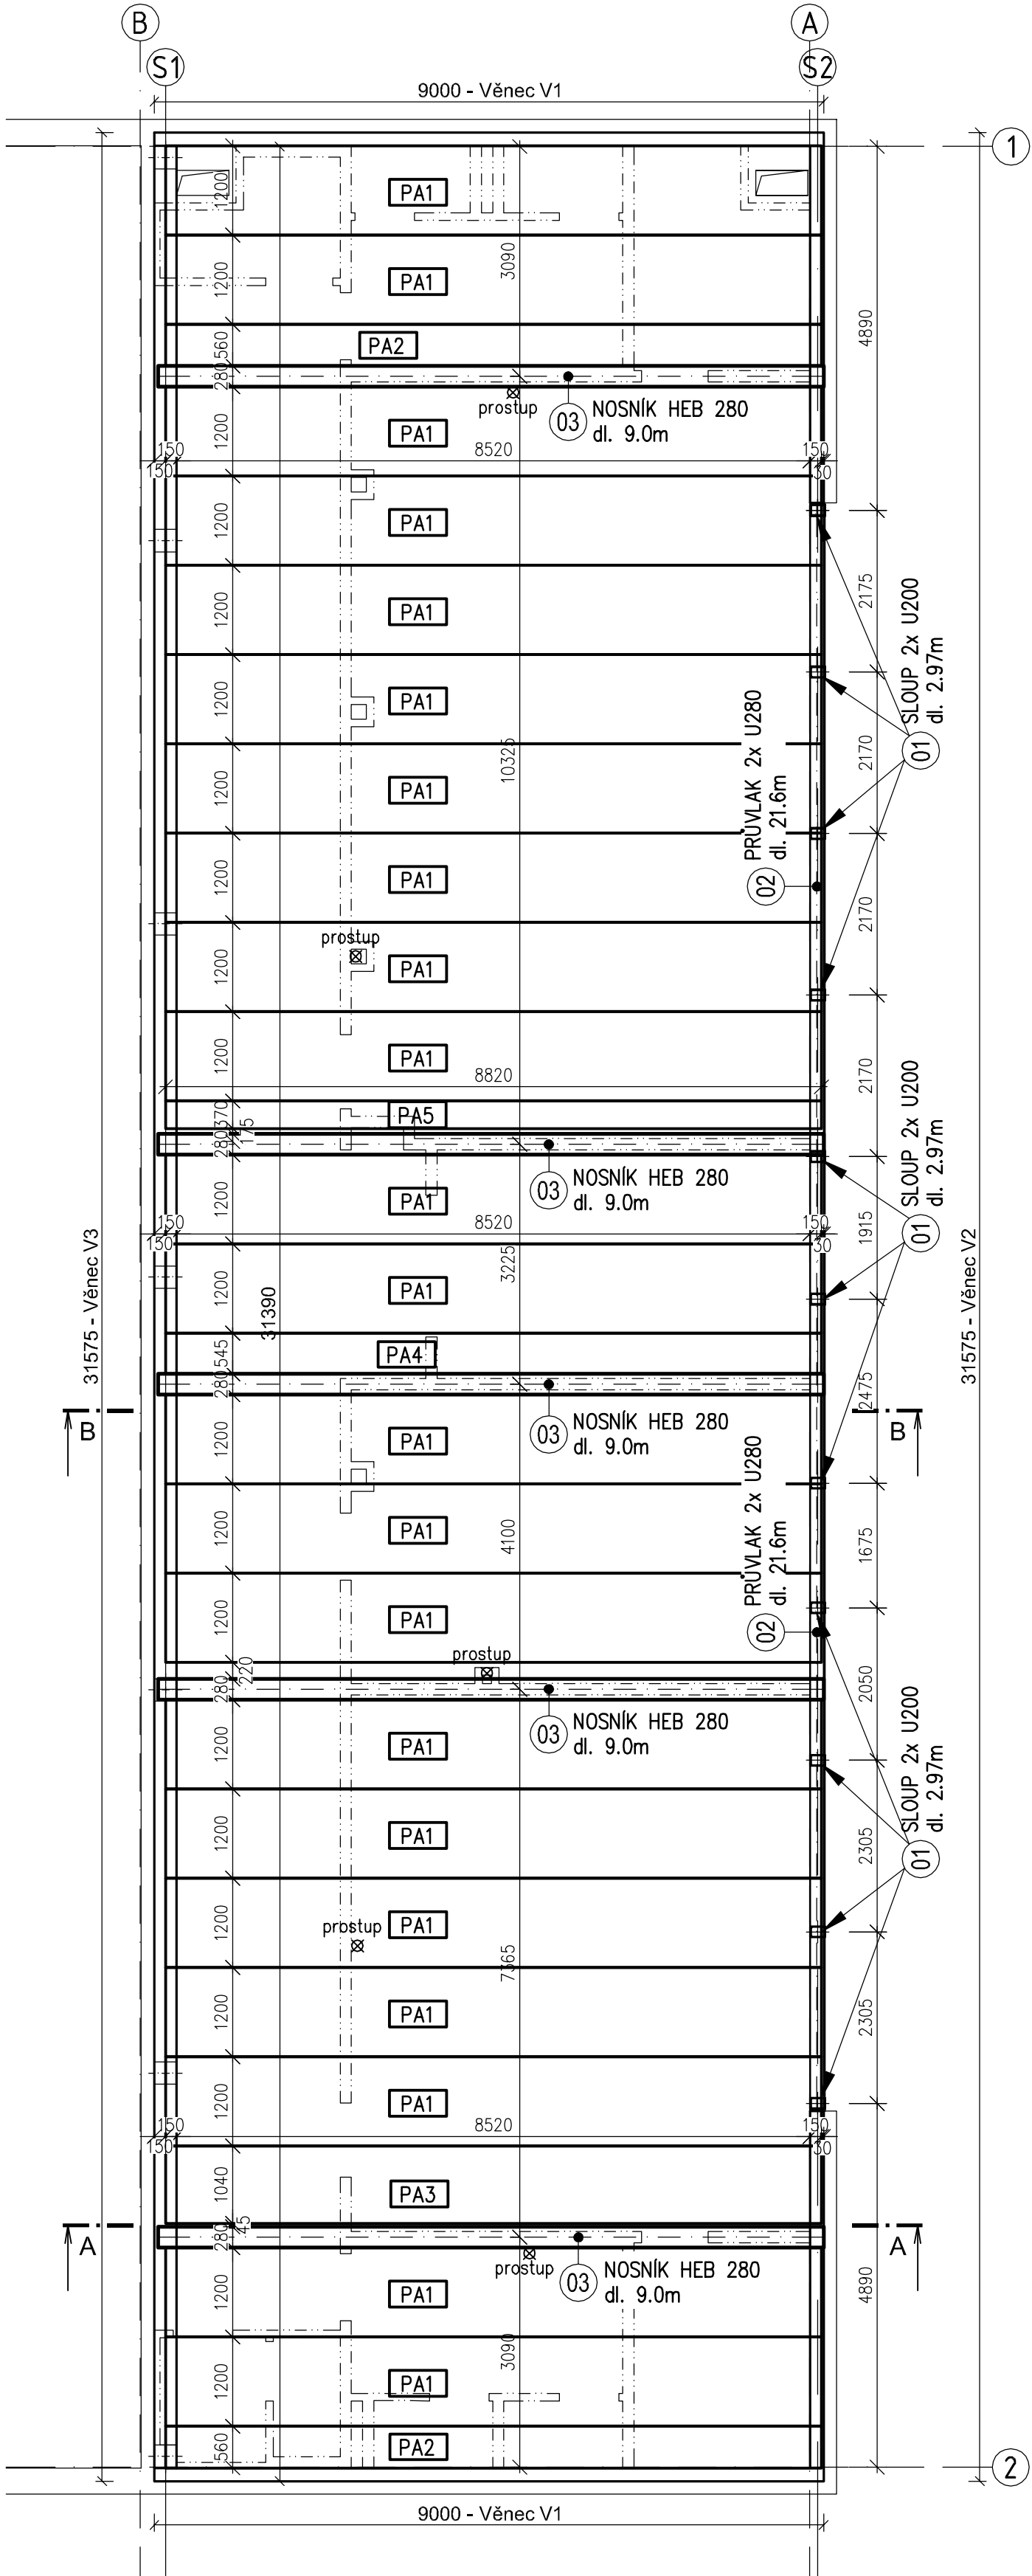 B
A
S1
S2
9000 - Věnec V1
1
1200
PA1
3090
4890
1200
PA1
560
PA2
280
prostup
03
NOSNÍK HEB 280
dl. 9.0m
1200
PA1
150
150
8520
150
30
1200
PA1
2175
1200
PA1
SLOUP 2x U200
dl. 2.97m
01
1200
PA1
PRŮVLAK 2x U280
dl. 21.6m
02
10325
2170
1200
PA1
1200
PA1
2170
prostup
1200
PA1
1200
PA1
2170
8820
370
PA5
175
280
03
NOSNÍK HEB 280
dl. 9.0m
SLOUP 2x U200
dl. 2.97m
01
1200
PA1
150
150
8520
150
30
1915
3225
31575 - Věnec V3
31390
31575 - Věnec V2
1200
PA1
545
PA4
280
2475
B
B
03
NOSNÍK HEB 280
dl. 9.0m
1200
PA1
PRŮVLAK 2x U280
dl. 21.6m
02
4100
1200
PA1
1675
1200
PA1
prostup
220
280
2050
03
NOSNÍK HEB 280
dl. 9.0m
1200
PA1
SLOUP 2x U200
dl. 2.97m
01
1200
PA1
2305
1200
PA1
prostup
7365
1200
PA1
2305
1200
PA1
150
150
8520
150
30
1040
PA3
45
280
A
A
prostup
03
NOSNÍK HEB 280
dl. 9.0m
1200
PA1
4890
3090
1200
PA1
560
PA2
2
9000 - Věnec V1